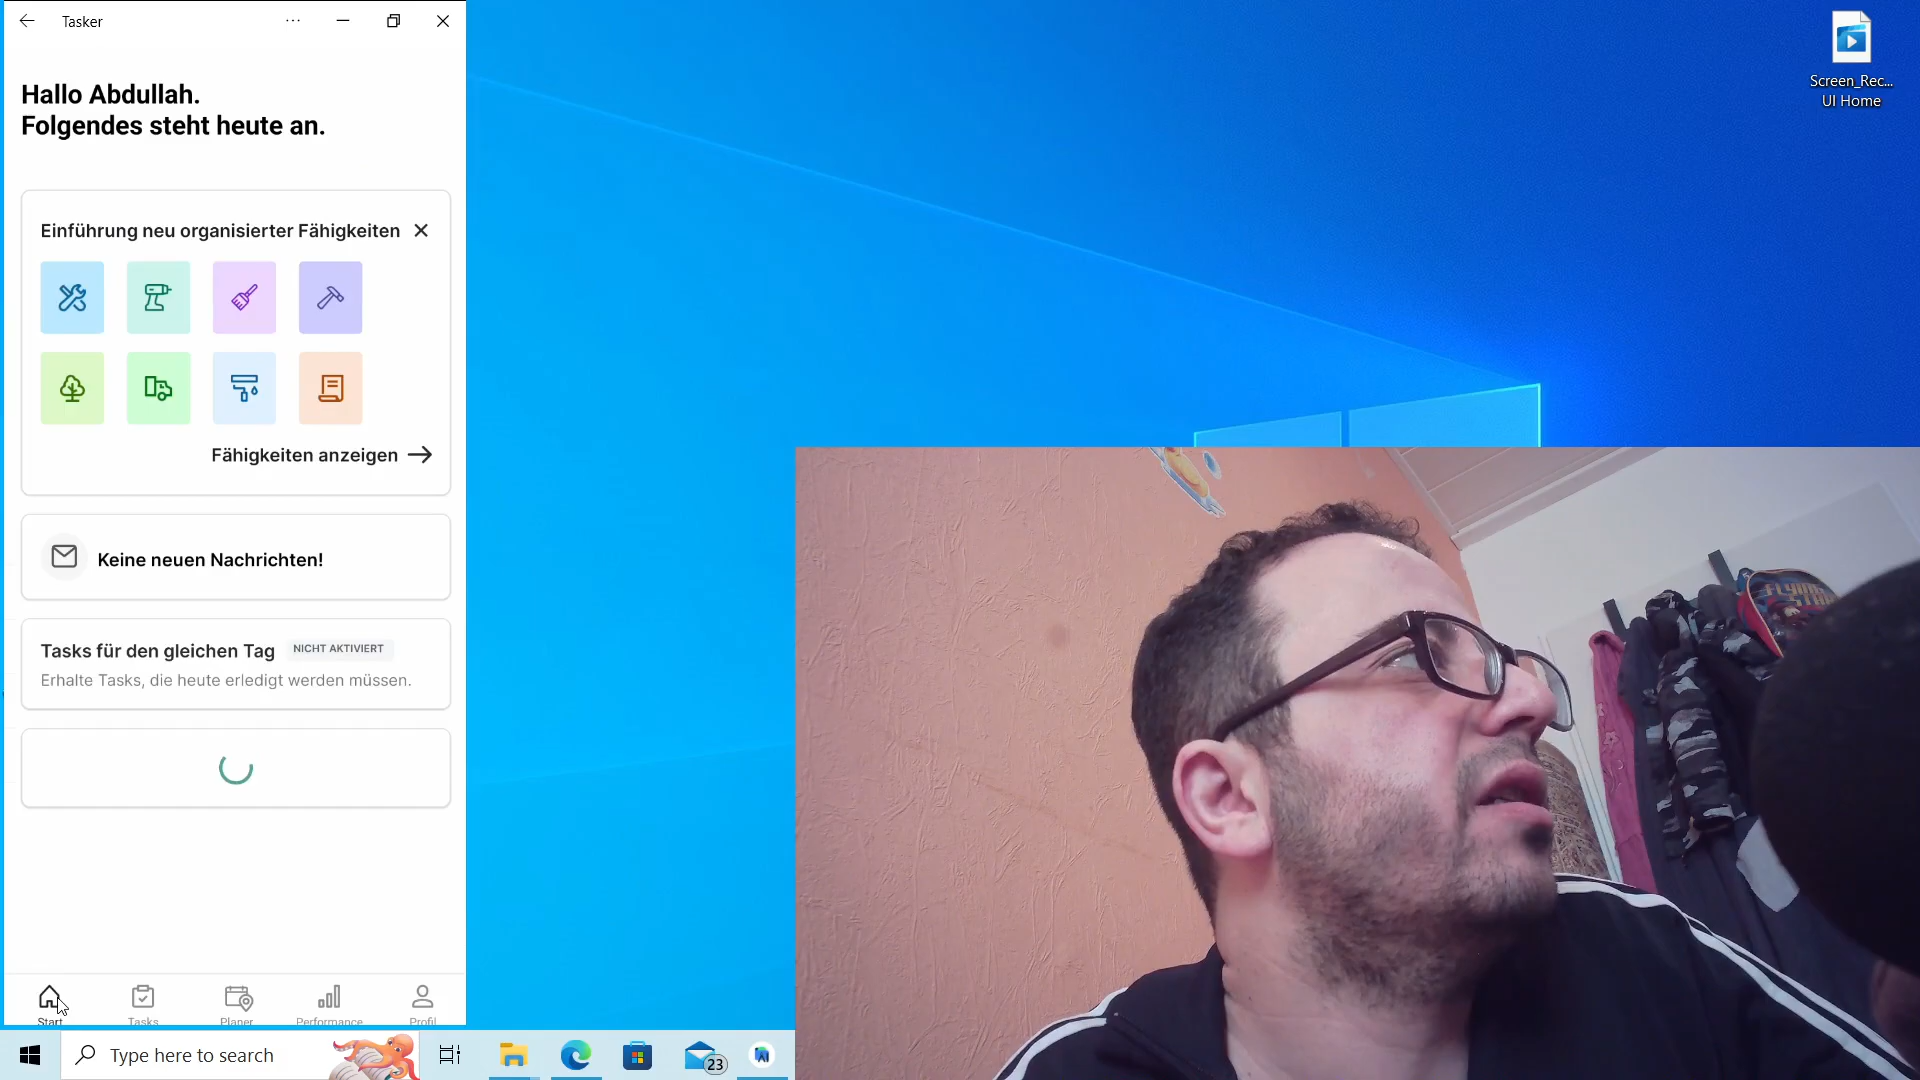 Tasker
Hallo Abdullah.
Folgendes steht heute an.
Einführung neu organisierter Fähigkeiten
Fähigkeiten anzeigen
Keine neuen Nachrichten!
Tasks für den gleichen Tag NICHT AKTIVIERT
Erhalte Tasks, die heute erledigt werden müssen.
Start Tasks Planer Performance Profil
Type here to search
23
Screen_Rec...
UI Home